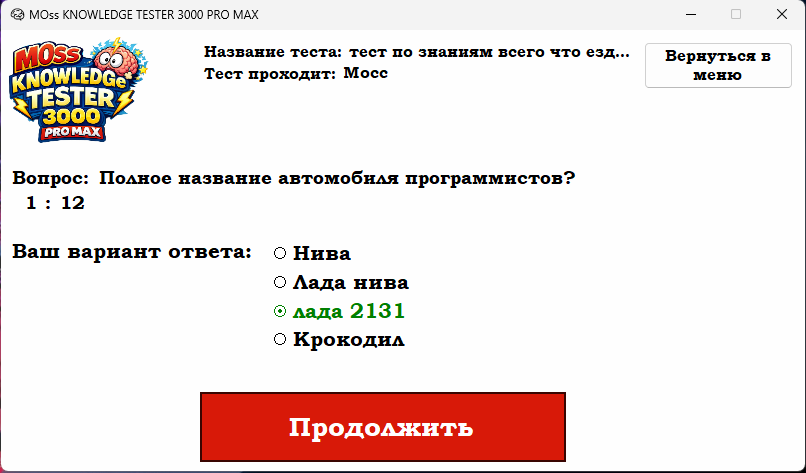 MOss KNOWLEDGE TESTER 3000 PRO MAX
MOSS
KNOWLEDGe
TESTER
3000
PRO MAX
Название теста: тест по знаниям всего что езд...
Тест проходит: Мосс
Вернуться в
меню
Вопрос: Полное название автомобиля программистов?
1 : 12
Ваш вариант ответа:
Нива
Лада нива
лада 2131
Крокодил
Продолжить